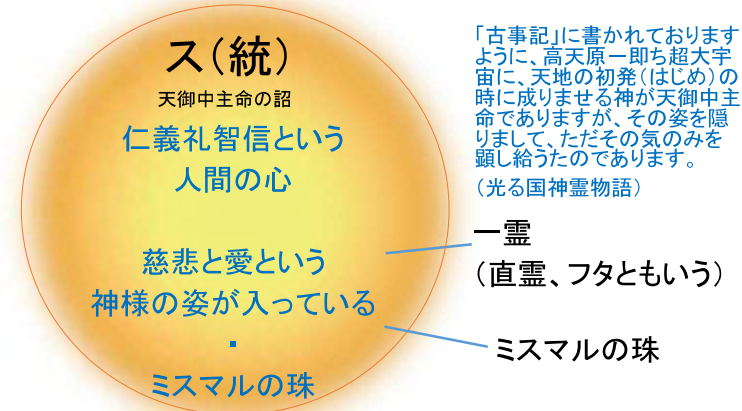 ス（統）
天御中主命の詔
仁義礼智信という
人間の心
慈悲と愛という
神様の姿が入っている
・
ミスマルの珠
「古事記」に書かれております
ように、高天原一即ち超大宇
宙に、天地の初発（はじめ）の
時に成りませる神が天御中主
命でありますが、その姿を隠
りまして、ただその気のみを
顕し給うたのであります。
（光る国神霊物語）
一霊
（直霊、フタともいう）
ミスマルの珠